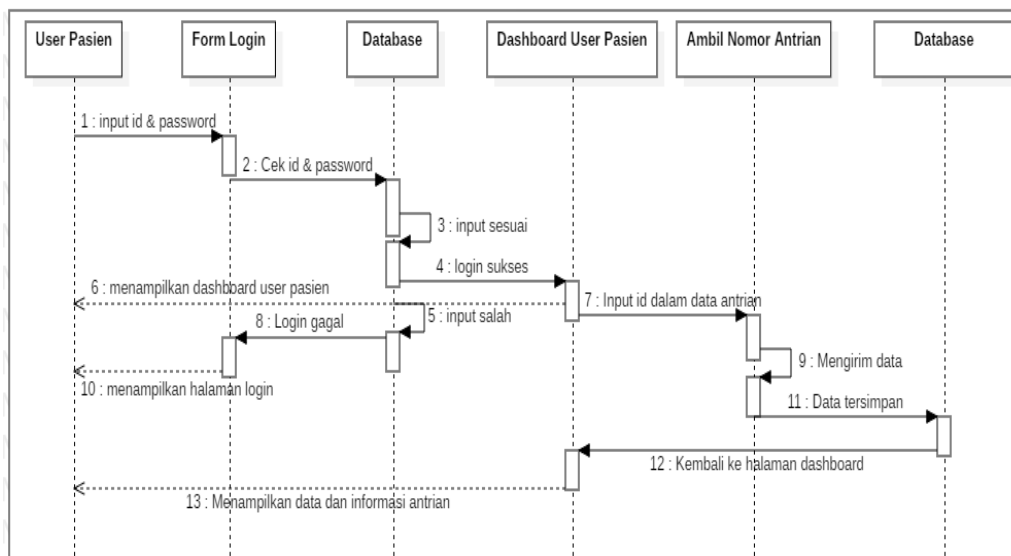 User Pasien
Form Login
Database
Dashboard User Pasien
Ambil Nomor Antrian
Database
1 : input id & password
2 : Cek id & password
3 : input sesuai
4 : login sukses
6 : menampilkan dashboard user pasien
7 : Input id dalam data antrian
5 : input salah
8 : Login gagal
9 : Mengirim data
10 : menampilkan halaman login
11 : Data tersimpan
12 : Kembali ke halaman dashboard
13 : Menampilkan data dan informasi antrian